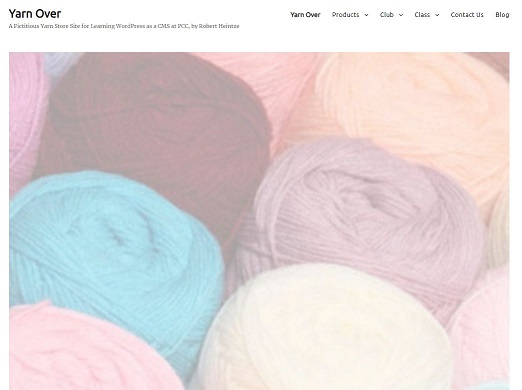 Yarn Over
A Fictitious Yarn Store Site for Learning WordPress as a CMS at PCC, by Robert Heintze
Yarn Over Products Club Class Contact Us Blog